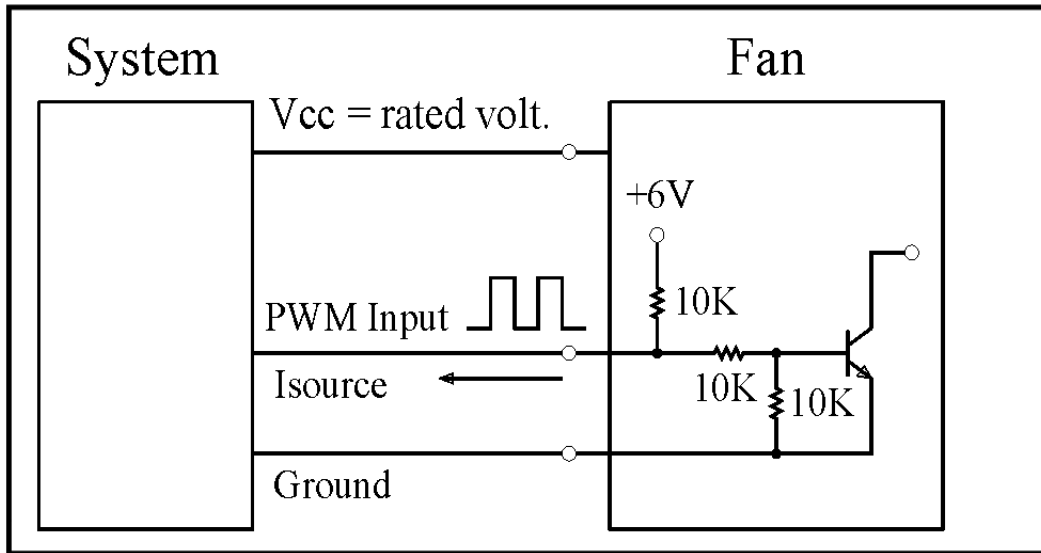 System
Fan
Vcc = rated volt.
+6V
10K
PWM Input
Isource
10K
10K
Ground